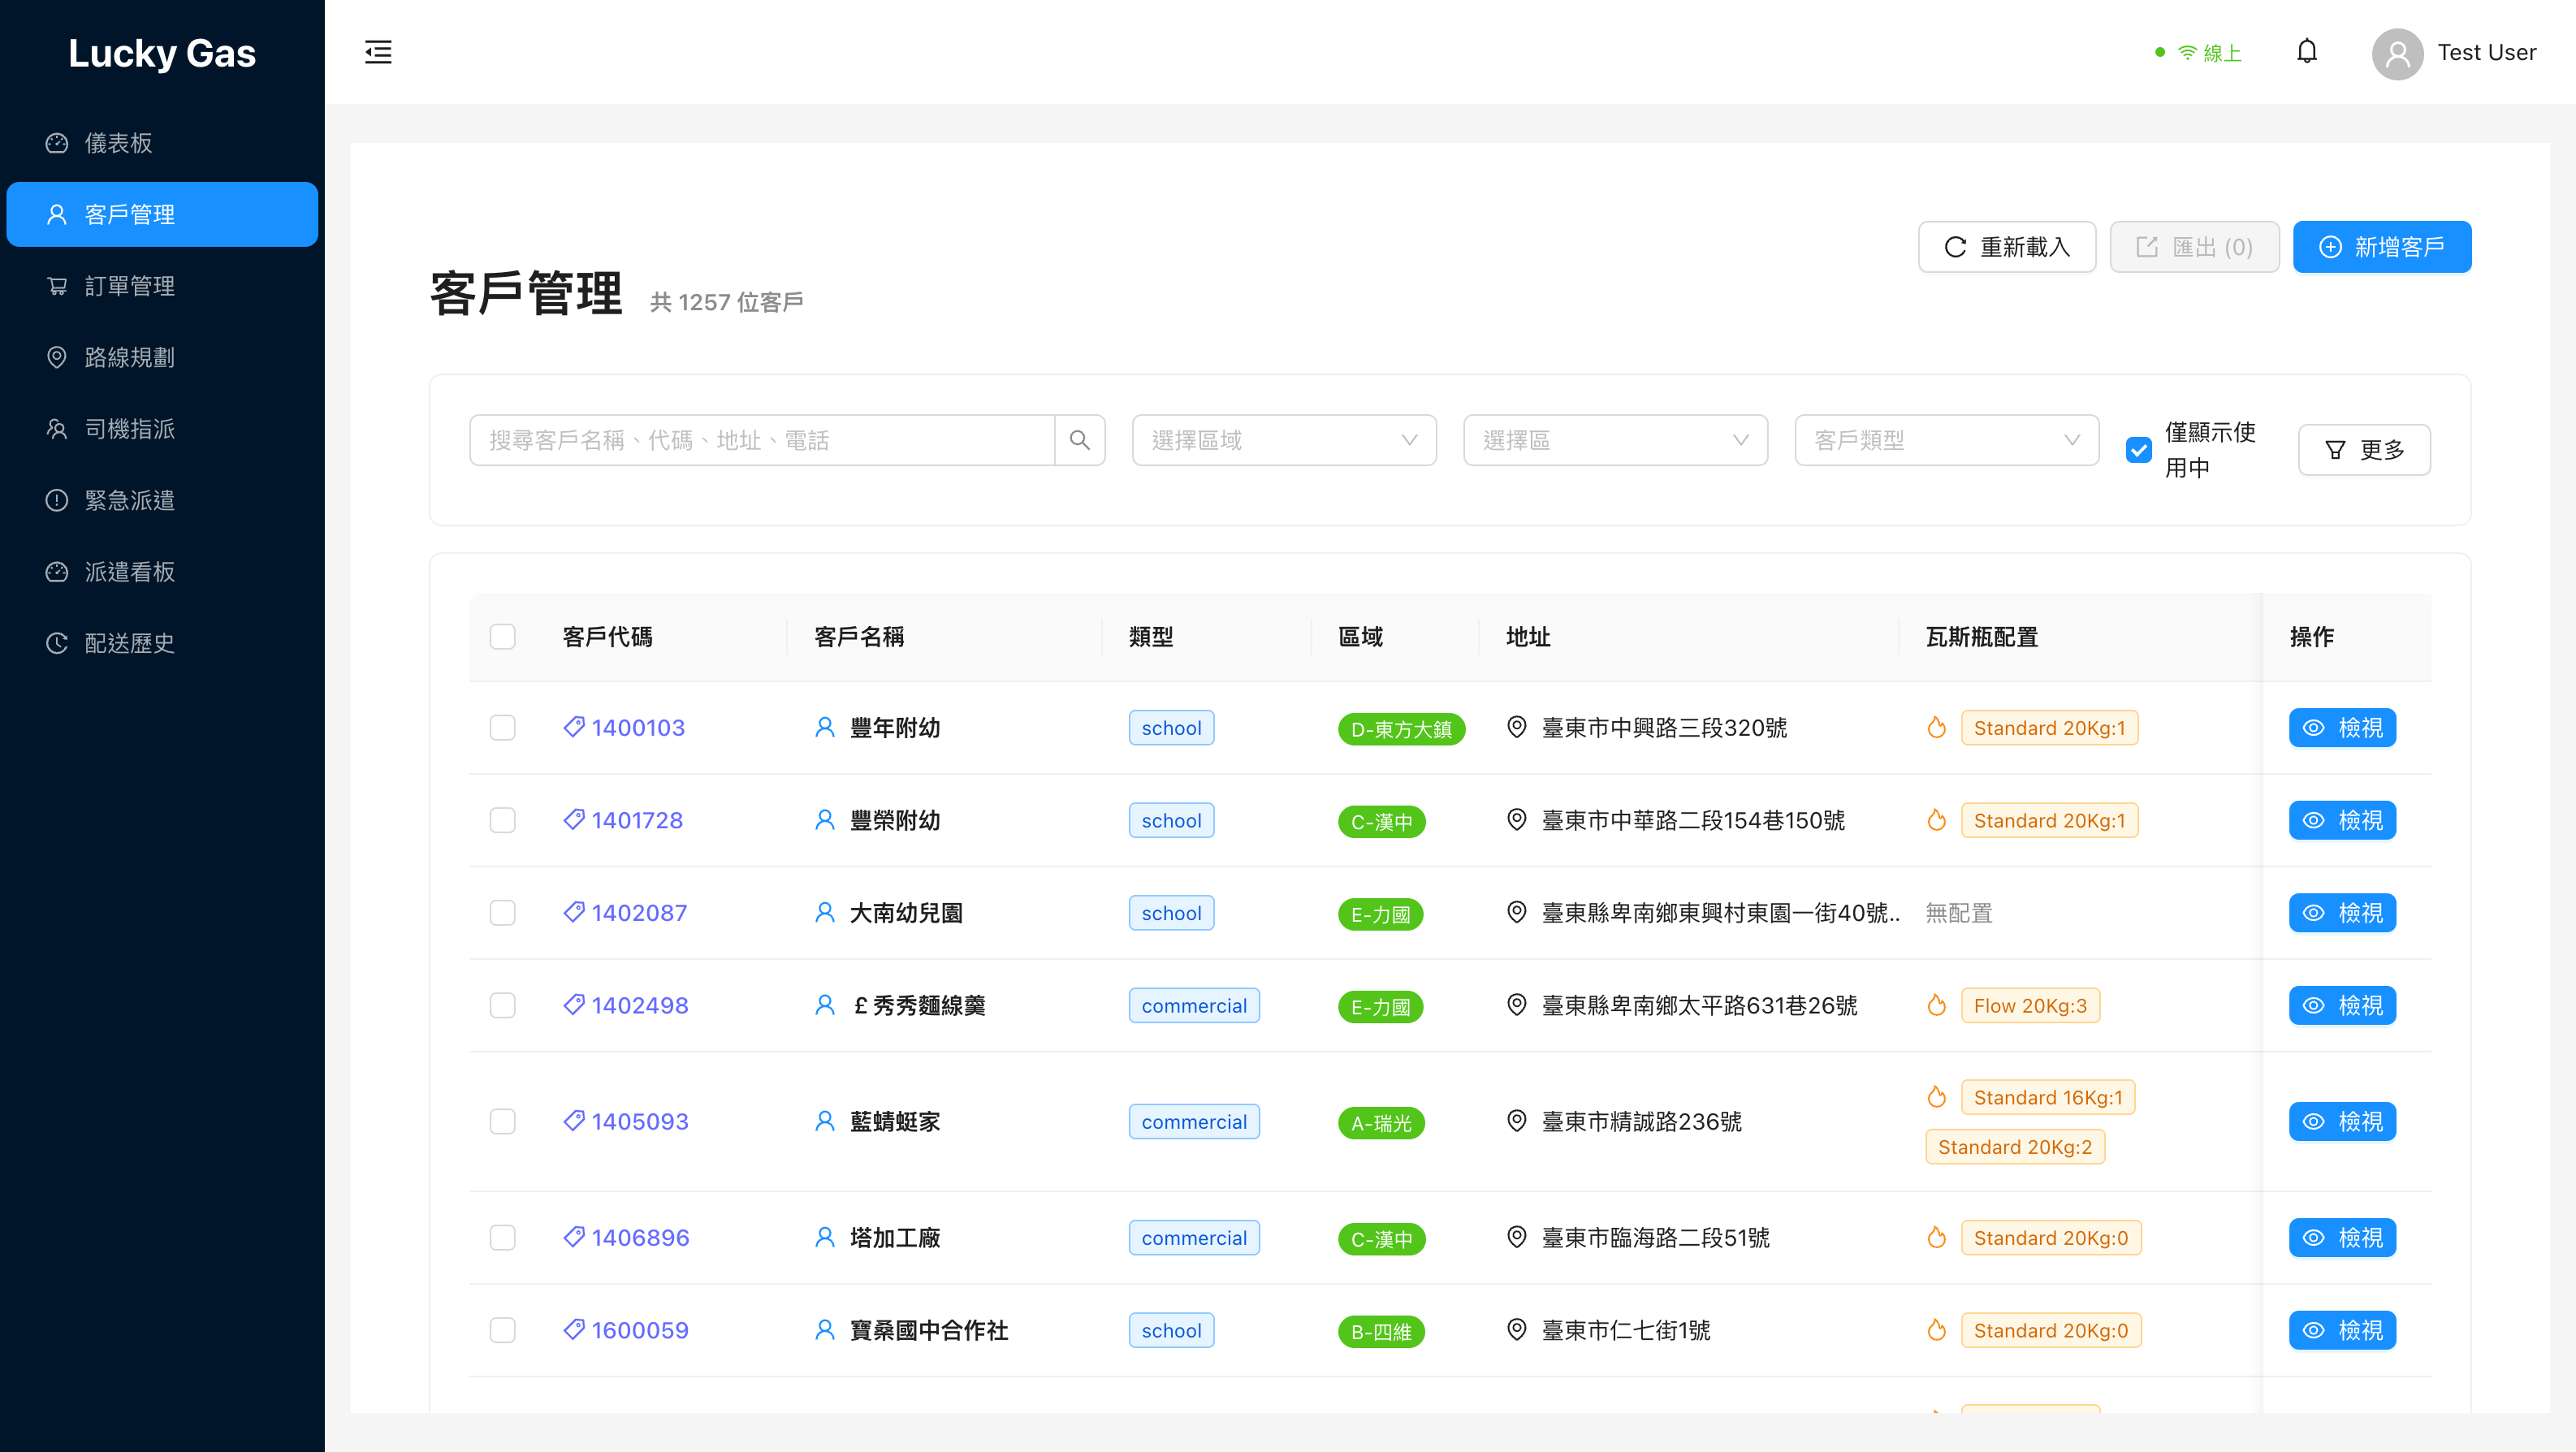 Lucky Gas
儀表板
客戶管理
訂單管理
路線規劃
司機指派
緊急派遣
派遣看板
配送歷史
線上
Test User
重新載入
匯出 (0)
新增客戶
客戶管理 共 1257 位客戶
搜尋客戶名稱、代碼、地址、電話
選擇區域
選擇區
客戶類型
僅顯示使
用中
更多
客戶代碼 客戶名稱 類型 區域 地址 瓦斯瓶配置 操作
1400103 豐年附幼 school D-東方大鎮 臺東市中興路三段320號 Standard 20Kg:1 檢視
1401728 豐榮附幼 school C-漢中 臺東市中華路二段154巷150號 Standard 20Kg:1 檢視
1402087 大南幼兒園 school E-力國 臺東縣卑南鄉東興村東園一街40號.. 無配置 檢視
1402498 £秀秀麵線羹 commercial E-力國 臺東縣卑南鄉太平路631巷26號 Flow 20Kg:3 檢視
1405093 藍蜻蜓家 commercial A-瑞光 臺東市精誠路236號 Standard 16Kg:1 檢視
Standard 20Kg:2
1406896 塔加工廠 commercial C-漢中 臺東市臨海路二段51號 Standard 20Kg:0 檢視
1600059 寶桑國中合作社 school B-四維 臺東市仁七街1號 Standard 20Kg:0 檢視